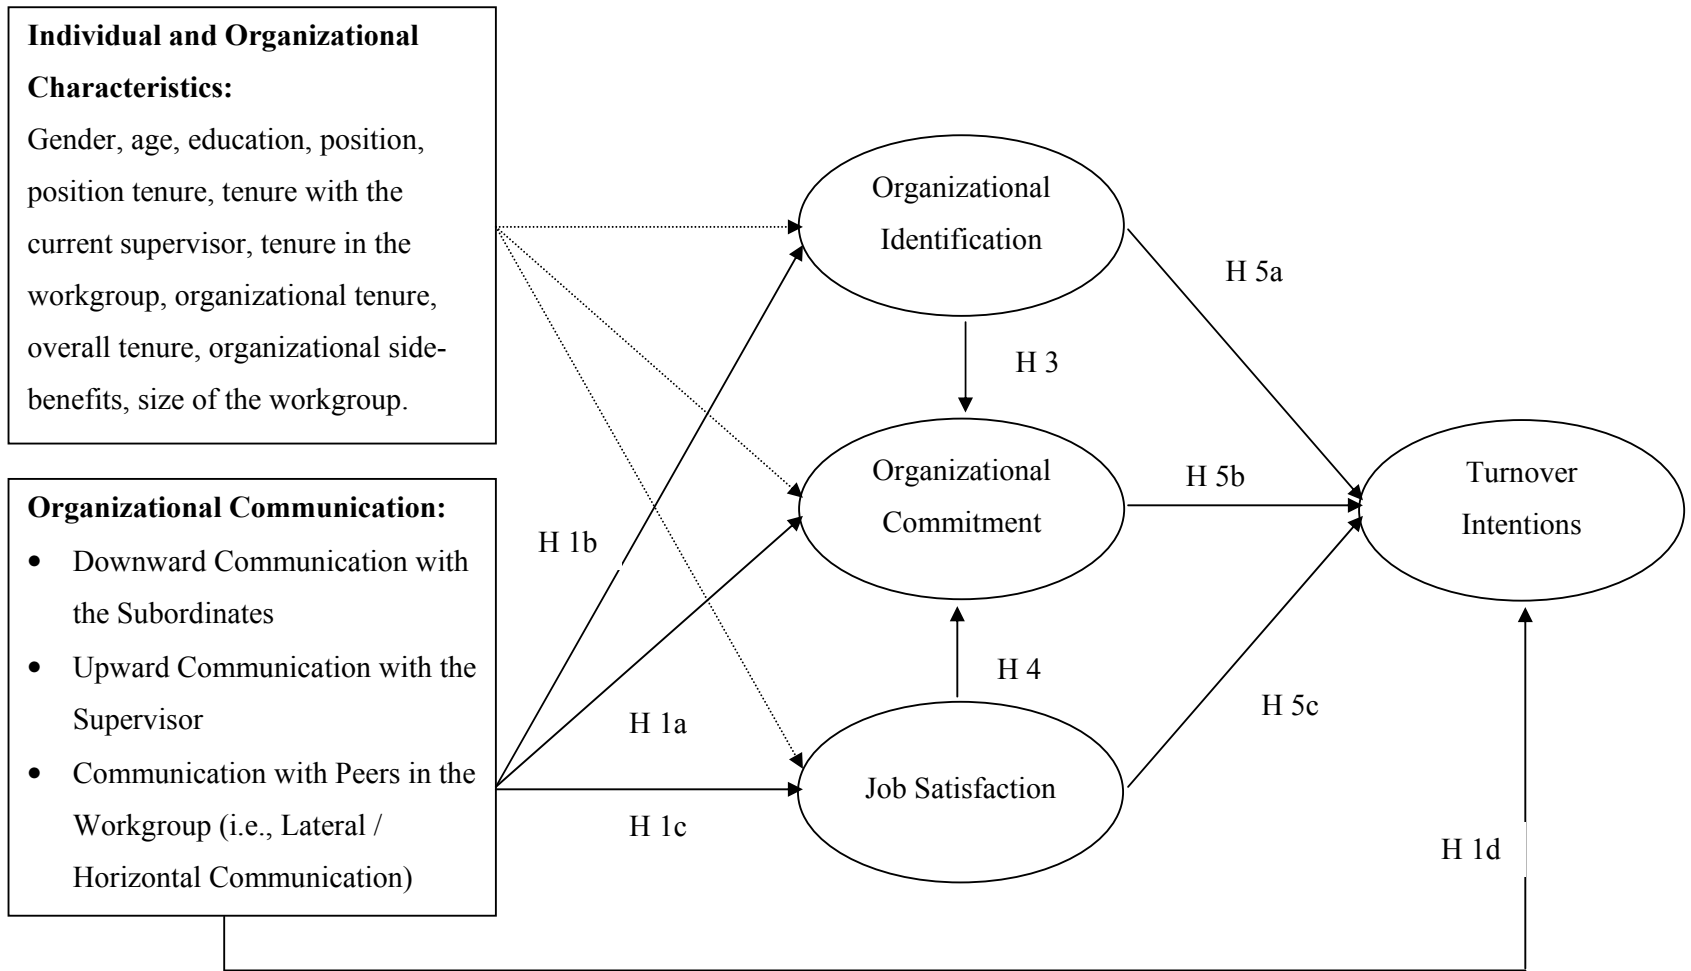 Individual and Organizational
Characteristics:
Gender, age, education, position,
position tenure, tenure with the
current supervisor, tenure in the
workgroup, organizational tenure,
overall tenure, organizational side-
benefits, size of the workgroup.
Organizational Communication:
• Downward Communication with
the Subordinates
• Upward Communication with the
Supervisor
• Communication with Peers in the
Workgroup (i.e., Lateral /
Horizontal Communication)
H 1b
H 1a
H 1c
Organizational
Identification
H 3
Organizational
Commitment
H 4
Job Satisfaction
H 5a
H 5b
H 5c
Turnover
Intentions
H 1d